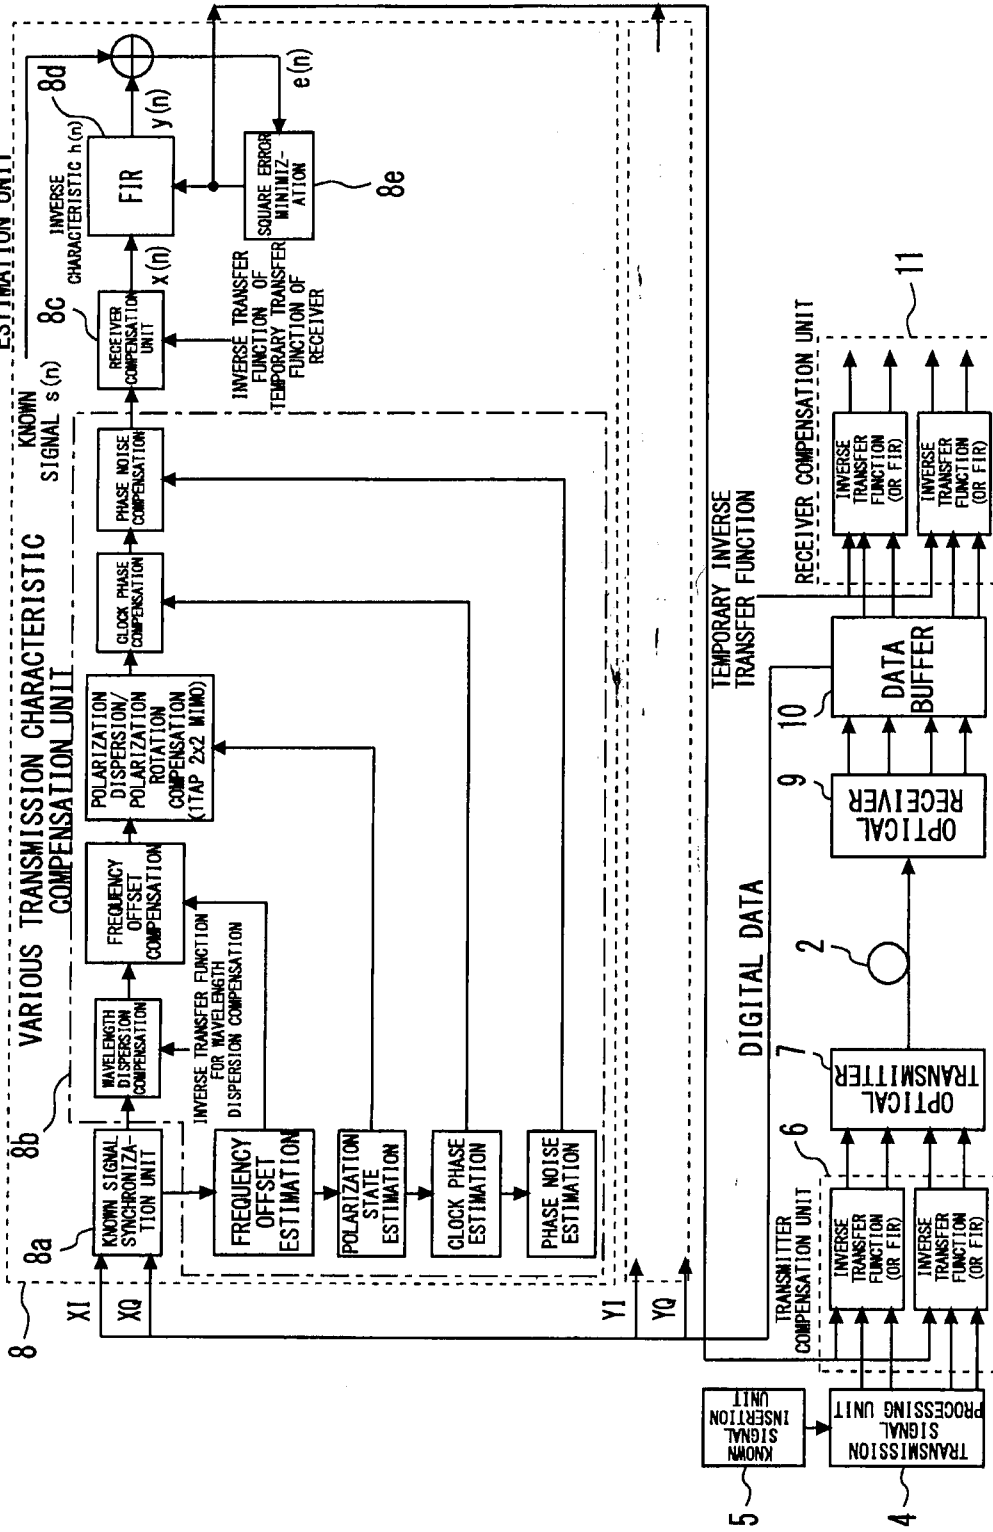 ESTIMATION UNIT
VARIOUS TRANSMISSION CHARACTERISTIC
COMPENSATION UNIT
KNOWN
SIGNAL s(n)
8
8a
8b
8c
8d
8e
XI
XQ
YI
YQ
KNOWN SIGNAL
SYNCHRONIZA-
TION UNIT
WAVELENGTH
DISPERSION
COMPENSATION
FREQUENCY
OFFSET
COMPENSATION
POLARIZATION
DISPERSION/
POLARIZATION
ROTATION
COMPENSATION
(1TAP 2x2 MIMO)
CLOCK PHASE
COMPENSATION
PHASE NOISE
COMPENSATION
RECEIVER
COMPENSATION
UNIT
x(n)
INVERSE
CHARACTERISTIC h(n)
FIR
y(n)
e(n)
SQUARE ERROR
MINIMIZ-
ATION
INVERSE TRANSFER
FUNCTION OF
TEMPORARY TRANSFER
FUNCTION OF
RECEIVER
INVERSE TRANSFER FUNCTION
FOR WAVELENGTH
DISPERSION COMPENSATION
FREQUENCY
OFFSET
ESTIMATION
POLARIZATION
STATE
ESTIMATION
CLOCK PHASE
ESTIMATION
PHASE NOISE
ESTIMATION
DIGITAL DATA
TEMPORARY INVERSE
TRANSFER FUNCTION
5
KNOWN
SIGNAL
INSERTION
UNIT
4
TRANSMISSION
SIGNAL
PROCESSING UNIT
TRANSMITTER
COMPENSATION UNIT
6
INVERSE
TRANSFER
FUNCTION
(OR FIR)
INVERSE
TRANSFER
FUNCTION
(OR FIR)
7
OPTICAL
TRANSMITTER
2
9
OPTICAL
RECEIVER
10
DATA
BUFFER
RECEIVER COMPENSATION UNIT
11
INVERSE
TRANSFER
FUNCTION
(OR FIR)
INVERSE
TRANSFER
FUNCTION
(OR FIR)